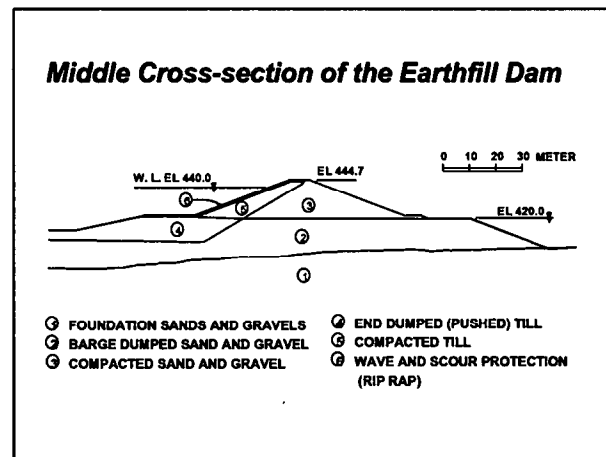 Middle Cross-section of the Earthfill Dam
W. L. EL 440.0
EL 444.7
0 10 20 30 METER
EL 420.0
6
5
3
4
2
1
1 FOUNDATION SANDS AND GRAVELS
2 BARGE DUMPED SAND AND GRAVEL
3 COMPACTED SAND AND GRAVEL
4 END DUMPED (PUSHED) TILL
5 COMPACTED TILL
6 WAVE AND SCOUR PROTECTION
(RIP RAP)